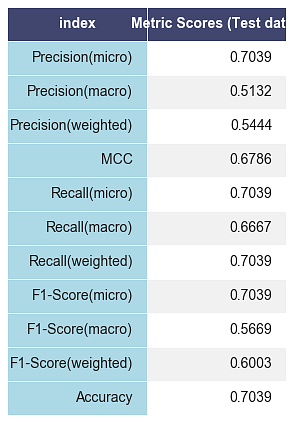 index Metric Scores (Test dat
Precision(micro) 0.7039
Precision(macro) 0.5132
Precision(weighted) 0.5444
MCC 0.6786
Recall(micro) 0.7039
Recall(macro) 0.6667
Recall(weighted) 0.7039
F1-Score(micro) 0.7039
F1-Score(macro) 0.5669
F1-Score(weighted) 0.6003
Accuracy 0.7039